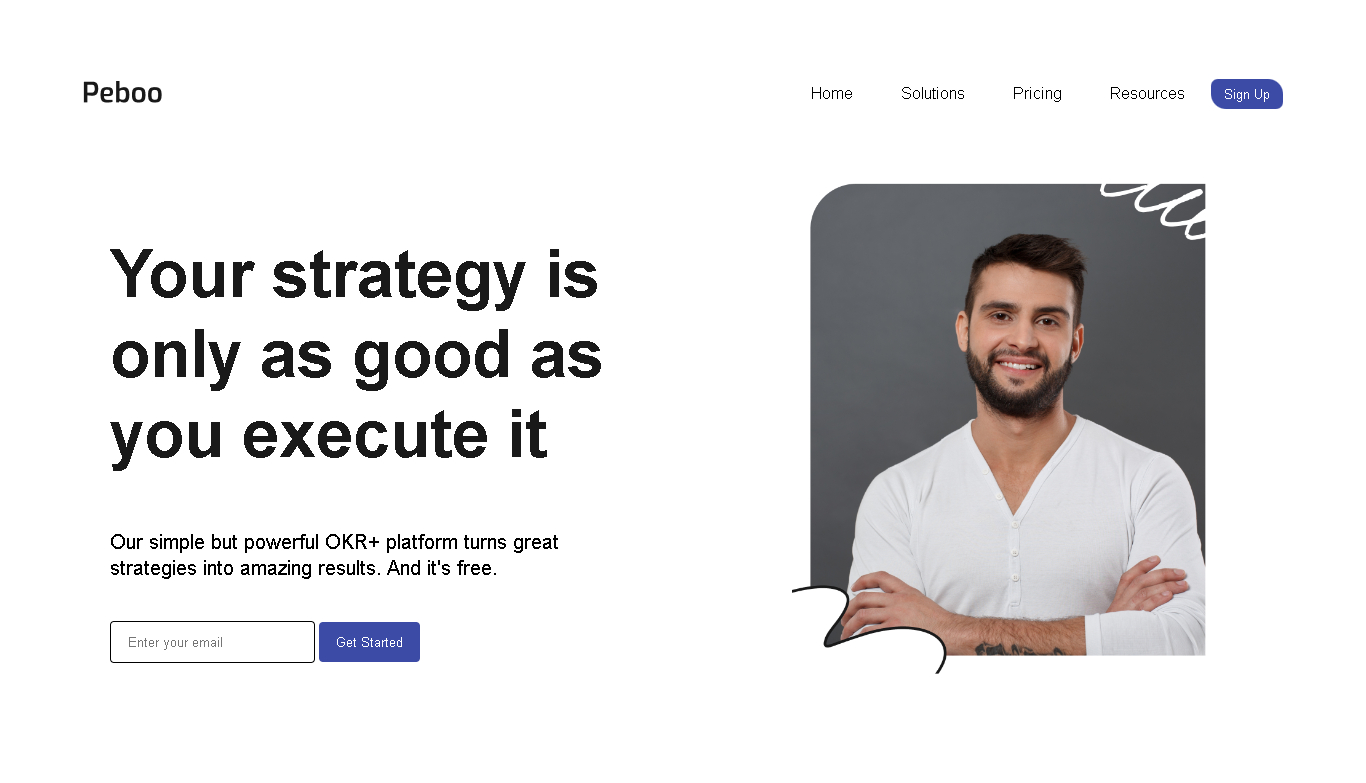 Peboo
Home Solutions Pricing Resources Sign Up
Your strategy is
only as good as
you execute it
Our simple but powerful OKR+ platform turns great
strategies into amazing results. And it's free.
Enter your email Get Started